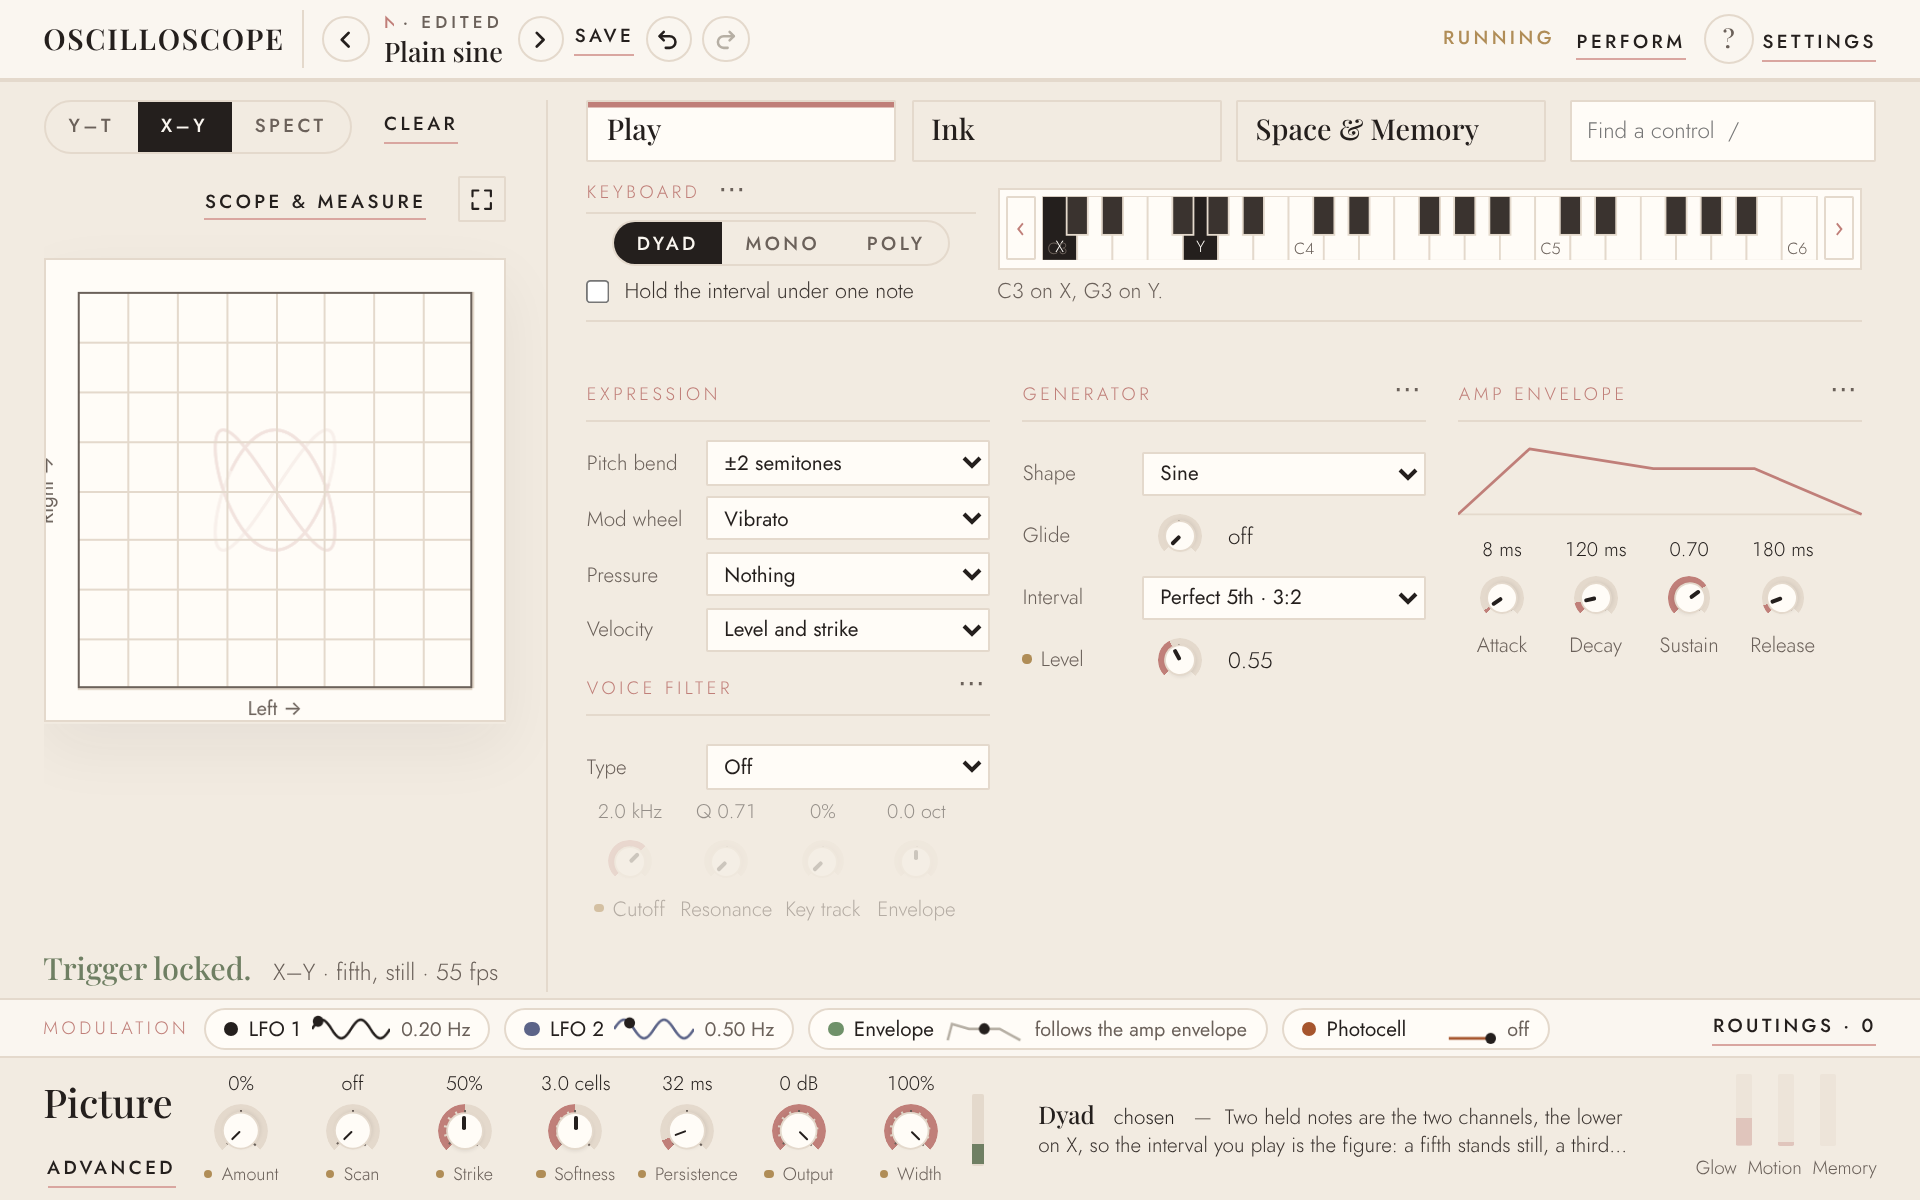 OSCILLOSCOPE
· EDITED
Plain sine
SAVE
RUNNING
PERFORM
?
SETTINGS
Y–T
X–Y
SPECT
CLEAR
Play
Ink
Space & Memory
Find a control /
SCOPE & MEASURE
KEYBOARD ···
DYAD
MONO
POLY
X
Y
C4
C5
C6
Hold the interval under one note
C3 on X, G3 on Y.
Right →
Left →
EXPRESSION
Pitch bend
±2 semitones
Mod wheel
Vibrato
Pressure
Nothing
Velocity
Level and strike
VOICE FILTER ···
Type
Off
2.0 kHz
Q 0.71
0%
0.0 oct
Cutoff
Resonance
Key track
Envelope
GENERATOR ···
Shape
Sine
Glide
off
Interval
Perfect 5th · 3:2
Level
0.55
AMP ENVELOPE ···
8 ms
120 ms
0.70
180 ms
Attack
Decay
Sustain
Release
Trigger locked. X–Y · fifth, still · 55 fps
MODULATION
LFO 1 0.20 Hz
LFO 2 0.50 Hz
Envelope follows the amp envelope
Photocell off
ROUTINGS · 0
Picture
ADVANCED
0%
off
50%
3.0 cells
32 ms
0 dB
100%
Amount
Scan
Strike
Softness
Persistence
Output
Width
Dyad chosen — Two held notes are the two channels, the lower
on X, so the interval you play is the figure: a fifth stands still, a third…
Glow
Motion
Memory